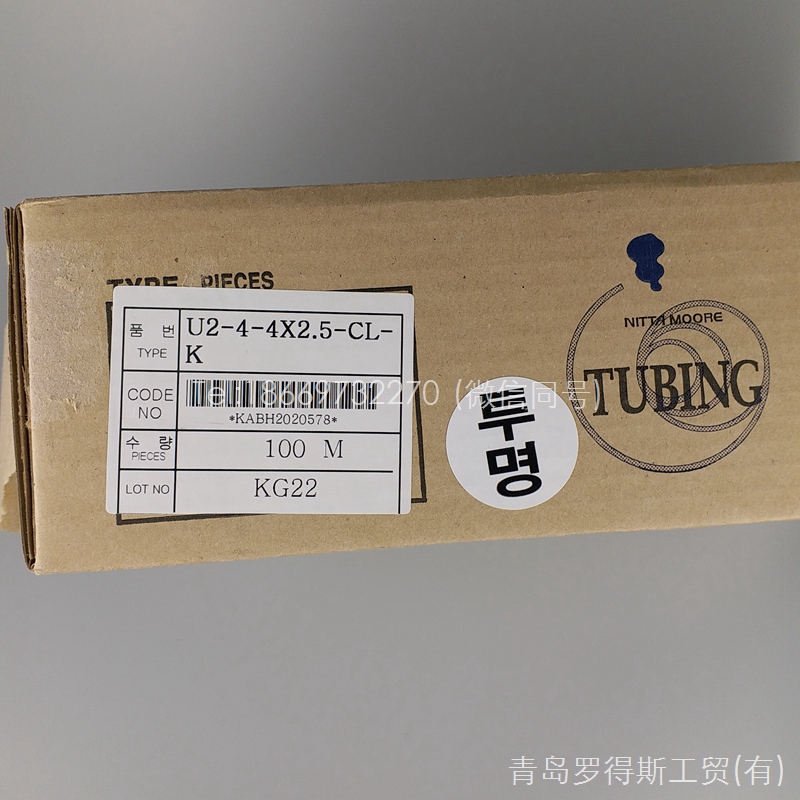 TYPE PIECES
품 번
TYPE
U2-4-4X2.5-CL-
K
CODE
NO
*KABH2020578*
수 량
PIECES
100 M
LOT NO
KG22
투명
NITTA MOORE
TUBING
Tel:18669732270 (微信同号)
青岛罗得斯工贸(有)